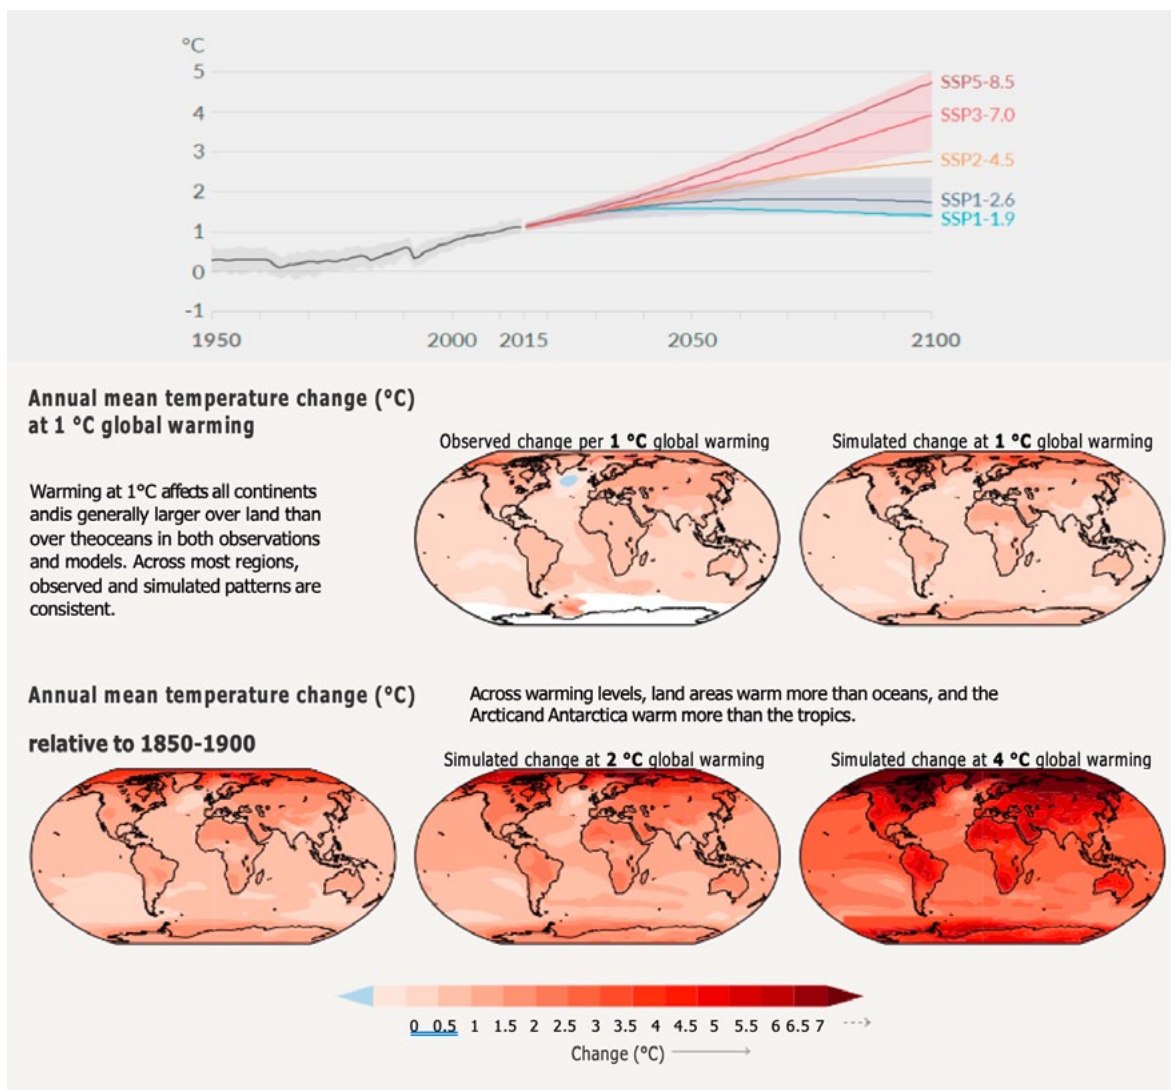 °C
5
4
3
2
1
0
-1
1950 2000 2015 2050 2100
SSP5-8.5
SSP3-7.0
SSP2-4.5
SSP1-2.6
SSP1-1.9
Annual mean temperature change (°C)
at 1 °C global warming
Warming at 1°C affects all continents
andis generally larger over land than
over theoceans in both observations
and models. Across most regions,
observed and simulated patterns are
consistent.
Observed change per 1 °C global warming
Simulated change at 1 °C global warming
Annual mean temperature change (°C)
relative to 1850-1900
Across warming levels, land areas warm more than oceans, and the
Arcticand Antarctica warm more than the tropics.
Simulated change at 2 °C global warming
Simulated change at 4 °C global warming
0 0.5 1 1.5 2 2.5 3 3.5 4 4.5 5 5.5 6 6.5 7
Change (°C)